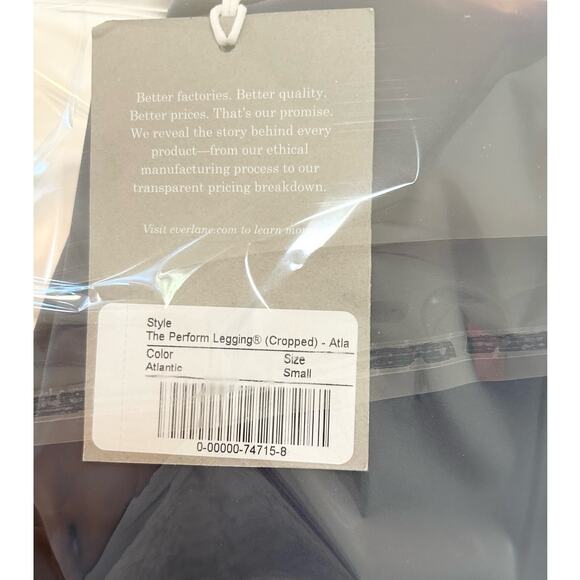 Better factories. Better quality.
Better prices. That's our promise.
We reveal the story behind every
product—from our ethical
manufacturing process to our
transparent pricing breakdown.
Visit everlane.com to learn more.
Style
The Perform Legging® (Cropped) - Atla
Color Size
Atlantic Small
0-00000-74715-8